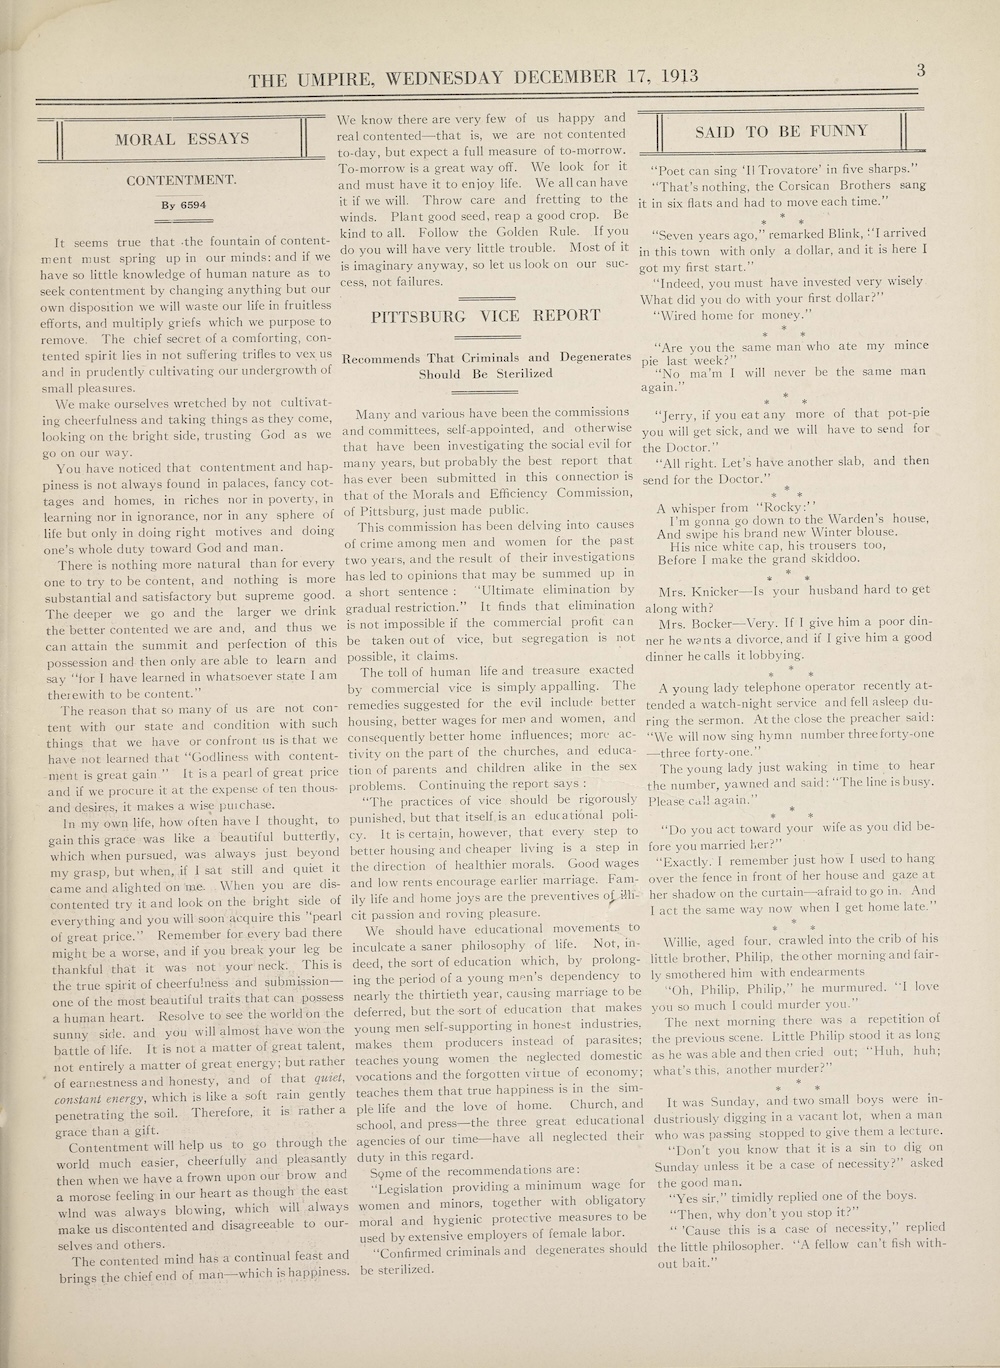 THE UMPIRE, WEDNESDAY DECEMBER 17, 1913
3
MORAL ESSAYS
CONTENTMENT.
By 6594
It seems true that the fountain of content-
ment must spring up in our minds: and if we
have so little knowledge of human nature as to
seek contentment by changing anything but our
own disposition we will waste our life in fruitless
efforts, and multiply griefs which we purpose to
remove. The chief secret of a comforting, con-
tented spirit lies in not suffering trifles to vex us
and in prudently cultivating our undergrowth of
small pleasures.
We make ourselves wretched by not cultivat-
ing cheerfulness and taking things as they come,
looking on the bright side, trusting God as we
go on our way.
You have noticed that contentment and hap-
piness is not always found in palaces, fancy cot-
tages and homes, in riches nor in poverty, in
learning nor in ignorance, nor in any sphere of
life but only in doing right motives and doing
one's whole duty toward God and man.
There is nothing more natural than for every
one to try to be content, and nothing is more
substantial and satisfactory but supreme good.
The deeper we go and the larger we drink
the better contented we are and, and thus we
can attain the summit and perfection of this
possession and then only are able to learn and
say "for I have learned in whatsoever state I am
therewith to be content."
The reason that so many of us are not con-
tent with our state and condition with such
things that we have or confront us is that we
have not learned that "Godliness with content-
ment is great gain " It is a pearl of great price
and if we procure it at the expense of ten thous-
and desires, it makes a wise purchase.
In my own life, how often have I thought, to
gain this grace was like a beautiful butterfly,
which when pursued, was always just beyond
my grasp, but when, if I sat still and quiet it
came and alighted on me. When you are dis-
contented try it and look on the bright side of
everything and you will soon acquire this "pearl
of great price." Remember for every bad there
might be a worse, and if you break your leg be
thankful that it was not your neck. This is
the true spirit of cheerfulness and submission—
one of the most beautiful traits that can possess
a human heart. Resolve to see the world on the
sunny side. and you will almost have won the
battle of life. It is not a matter of great talent,
not entirely a matter of great energy; but rather
of earnestness and honesty, and of that quiet,
constant energy, which is like a soft rain gently
penetrating the soil. Therefore, it is rather a
grace than a gift.
Contentment will help us to go through the
world much easier, cheerfully and pleasantly
then when we have a frown upon our brow and
a morose feeling in our heart as though the east
wind was always blowing, which will always
make us discontented and disagreeable to our-
selves and others.
The contented mind has a continual feast and
brings the chief end of man—which is happiness.
We know there are very few of us happy and
real contented—that is, we are not contented
to-day, but expect a full measure of to-morrow.
To-morrow is a great way off. We look for it
and must have it to enjoy life. We all can have
it if we will. Throw care and fretting to the
winds. Plant good seed, reap a good crop. Be
kind to all. Follow the Golden Rule. If you
do you will have very little trouble. Most of it
is imaginary anyway, so let us look on our suc-
cess, not failures.
PITTSBURG VICE REPORT
Recommends That Criminals and Degenerates
Should Be Sterilized
Many and various have been the commissions
and committees, self-appointed, and otherwise
that have been investigating the social evil for
many years, but probably the best report that
has ever been submitted in this connection is
that of the Morals and Efficiency Commission,
of Pittsburg, just made public.
This commission has been delving into causes
of crime among men and women for the past
two years, and the result of their investigations
has led to opinions that may be summed up in
a short sentence : "Ultimate elimination by
gradual restriction." It finds that elimination
is not impossible if the commercial profit can
be taken out of vice, but segregation is not
possible, it claims.
The toll of human life and treasure exacted
by commercial vice is simply appalling. The
remedies suggested for the evil include better
housing, better wages for men and women, and
consequently better home influences; more ac-
tivity on the part of the churches, and educa-
tion of parents and children alike in the sex
problems. Continuing the report says :
"The practices of vice should be rigorously
punished, but that itself is an educational poli-
cy. It is certain, however, that every step to
better housing and cheaper living is a step in
the direction of healthier morals. Good wages
and low rents encourage earlier marriage. Fam-
ily life and home joys are the preventives of illi-
cit passion and roving pleasure.
We should have educational movements to
inculcate a saner philosophy of life. Not, in-
deed, the sort of education which, by prolong-
ing the period of a young men's dependency to
nearly the thirtieth year, causing marriage to be
deferred, but the sort of education that makes
young men self-supporting in honest industries,
makes them producers instead of parasites;
teaches young women the neglected domestic
vocations and the forgotten virtue of economy;
teaches them that true happiness is in the sim-
ple life and the love of home. Church, and
school, and press—the three great educational
agencies of our time—have all neglected their
duty in this regard.
Some of the recommendations are:
"Legislation providing a minimum wage for
women and minors, together with obligatory
moral and hygienic protective measures to be
used by extensive employers of female labor.
"Confirmed criminals and degenerates should
be sterilized.
SAID TO BE FUNNY
"Poet can sing 'Il Trovatore' in five sharps."
"That's nothing, the Corsican Brothers sang
it in six flats and had to move each time."
* * *
"Seven years ago," remarked Blink, "I arrived
in this town with only a dollar, and it is here I
got my first start."
"Indeed, you must have invested very wisely
What did you do with your first dollar?"
"Wired home for money."
* * *
"Are you the same man who ate my mince
pie last week?"
"No ma'm I will never be the same man
again."
* * *
"Jerry, if you eat any more of that pot-pie
you will get sick, and we will have to send for
the Doctor."
"All right. Let's have another slab, and then
send for the Doctor."
* * *
A whisper from "Rocky:"
I'm gonna go down to the Warden's house,
And swipe his brand new Winter blouse.
His nice white cap, his trousers too,
Before I make the grand skiddoo.
* * *
Mrs. Knicker—Is your husband hard to get
along with?
Mrs. Bocker—Very. If I give him a poor din-
ner he wants a divorce, and if I give him a good
dinner he calls it lobbying.
* * *
A young lady telephone operator recently at-
tended a watch-night service and fell asleep du-
ring the sermon. At the close the preacher said:
"We will now sing hymn number three forty-one
—three forty-one."
The young lady just waking in time to hear
the number, yawned and said: "The line is busy.
Please call again."
* * *
"Do you act toward your wife as you did be-
fore you married her?"
"Exactly. I remember just how I used to hang
over the fence in front of her house and gaze at
her shadow on the curtain—afraid to go in. And
I act the same way now when I get home late."
* * *
Willie, aged four, crawled into the crib of his
little brother, Philip, the other morning and fair-
ly smothered him with endearments
"Oh, Philip, Philip," he murmured. "I love
you so much I could murder you."
The next morning there was a repetition of
the previous scene. Little Philip stood it as long
as he was able and then cried out; "Huh, huh;
what's this, another murder?"
* * *
It was Sunday, and two small boys were in-
dustriously digging in a vacant lot, when a man
who was passing stopped to give them a lecture.
"Don't you know that it is a sin to dig on
Sunday unless it be a case of necessity?" asked
the good man.
"Yes sir," timidly replied one of the boys.
"Then, why don't you stop it?"
" 'Cause this is a case of necessity," replied
the little philosopher. "A fellow can't fish with-
out bait."